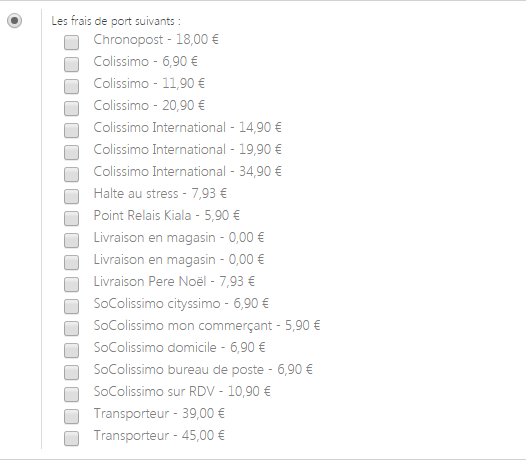 Les frais de port suivants :
Chronopost - 18,00 €
Colissimo - 6,90 €
Colissimo - 11,90 €
Colissimo - 20,90 €
Colissimo International - 14,90 €
Colissimo International - 19,90 €
Colissimo International - 34,90 €
Halte au stress - 7,93 €
Point Relais Kiala - 5,90 €
Livraison en magasin - 0,00 €
Livraison en magasin - 0,00 €
Livraison Pere Noël - 7,93 €
SoColissimo cityssimo - 6,90 €
SoColissimo mon commerçant - 5,90 €
SoColissimo domicile - 6,90 €
SoColissimo bureau de poste - 6,90 €
SoColissimo sur RDV - 10,90 €
Transporteur - 39,00 €
Transporteur - 45,00 €